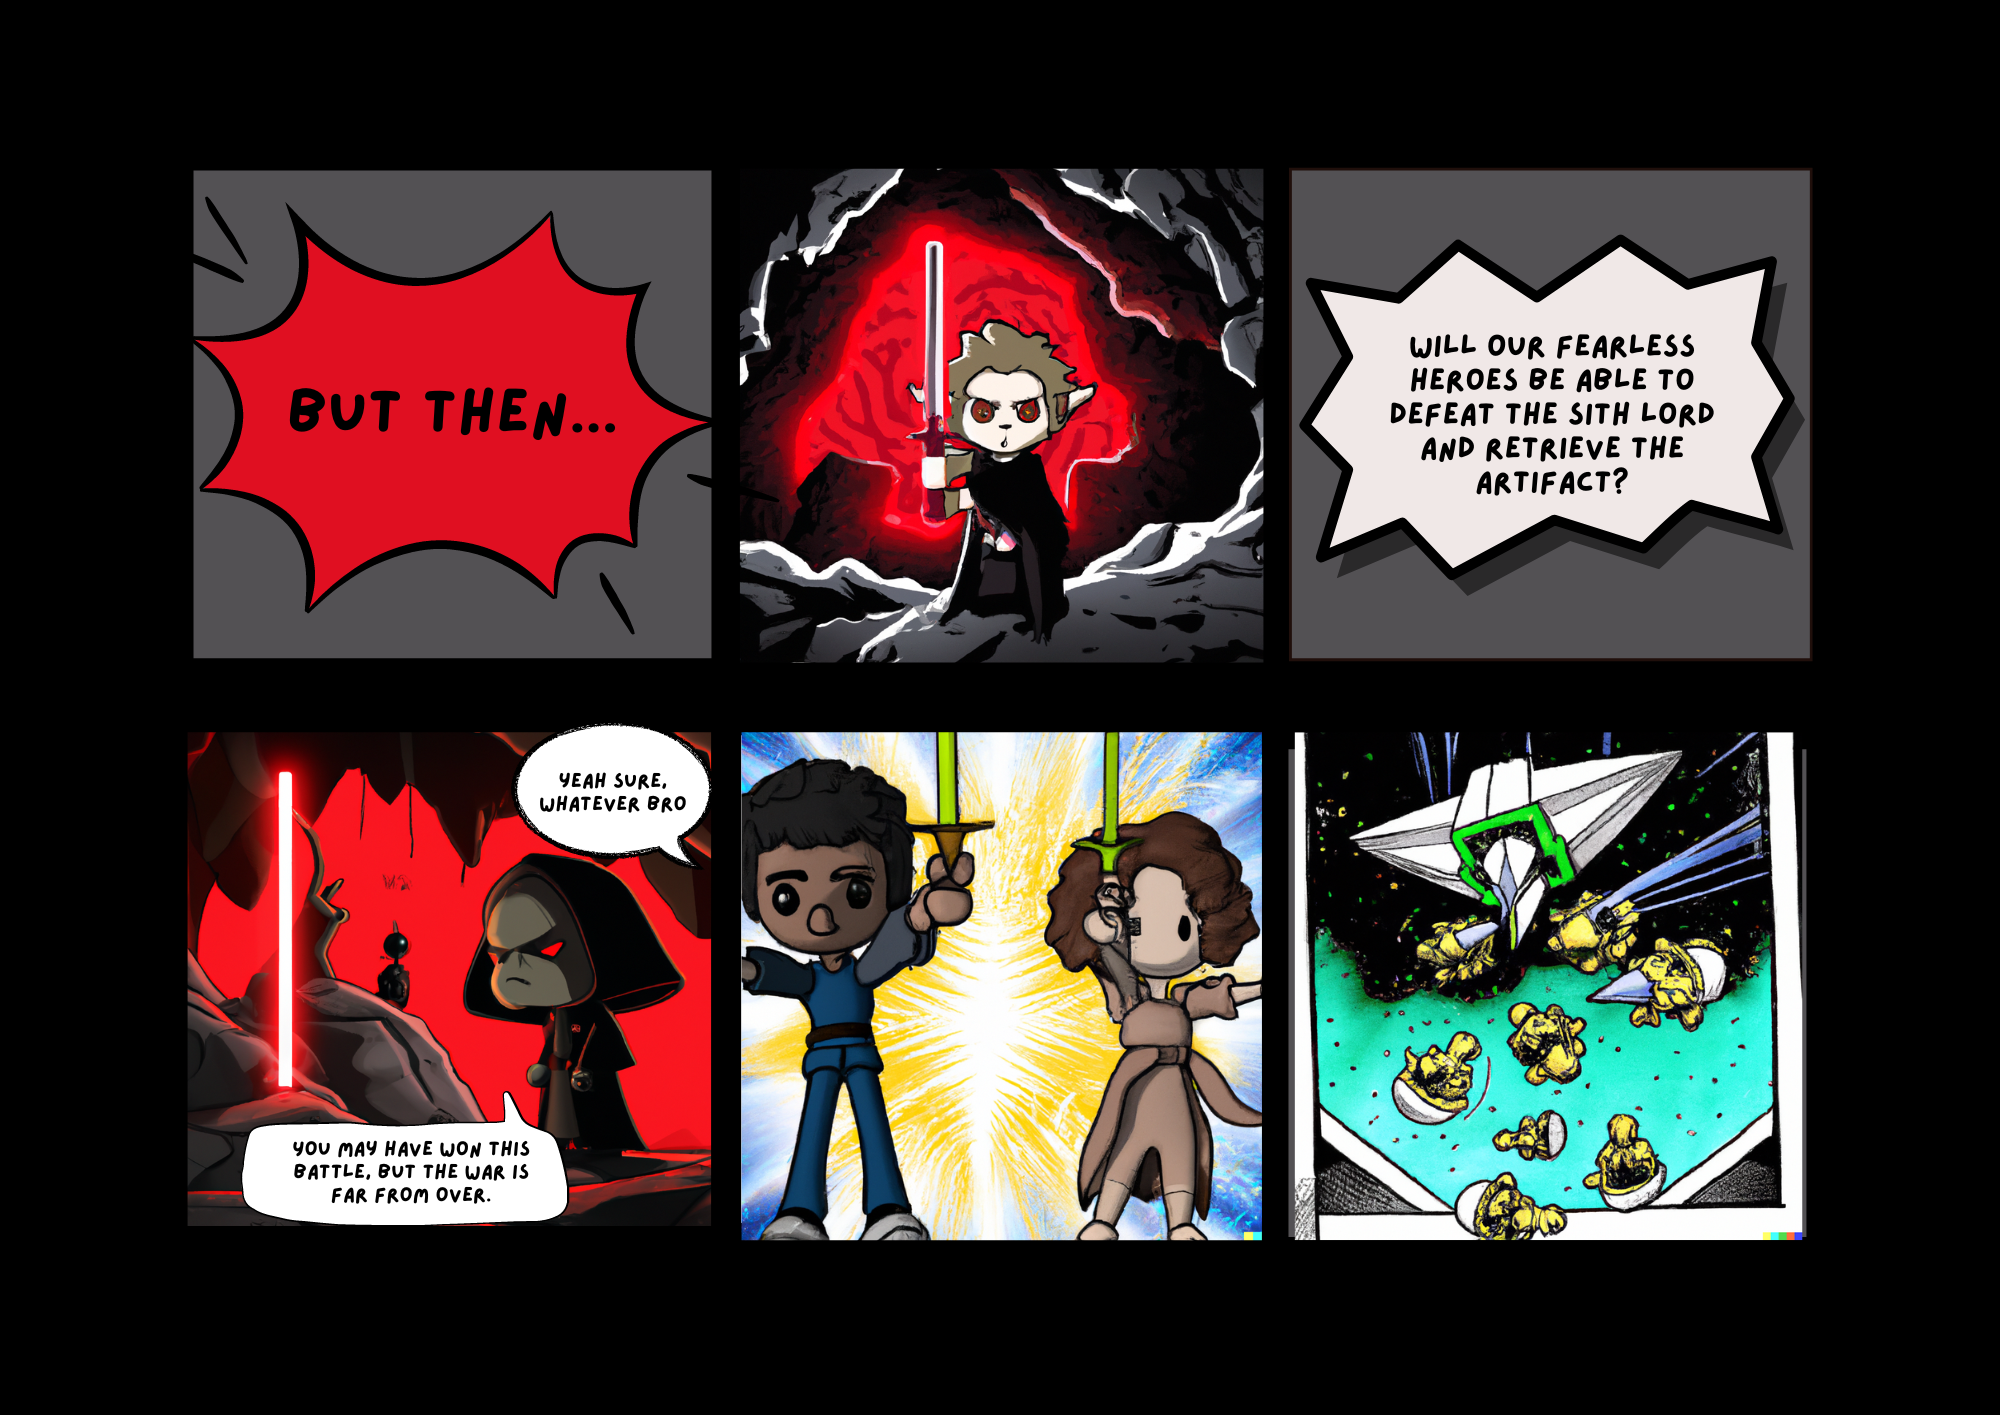 BUT THEN...
WILL OUR FEARLESS
HEROES BE ABLE TO
DEFEAT THE SITH LORD
AND RETRIEVE THE
ARTIFACT?
YEAH SURE,
WHATEVER BRO
YOU MAY HAVE WON THIS
BATTLE, BUT THE WAR IS
FAR FROM OVER.